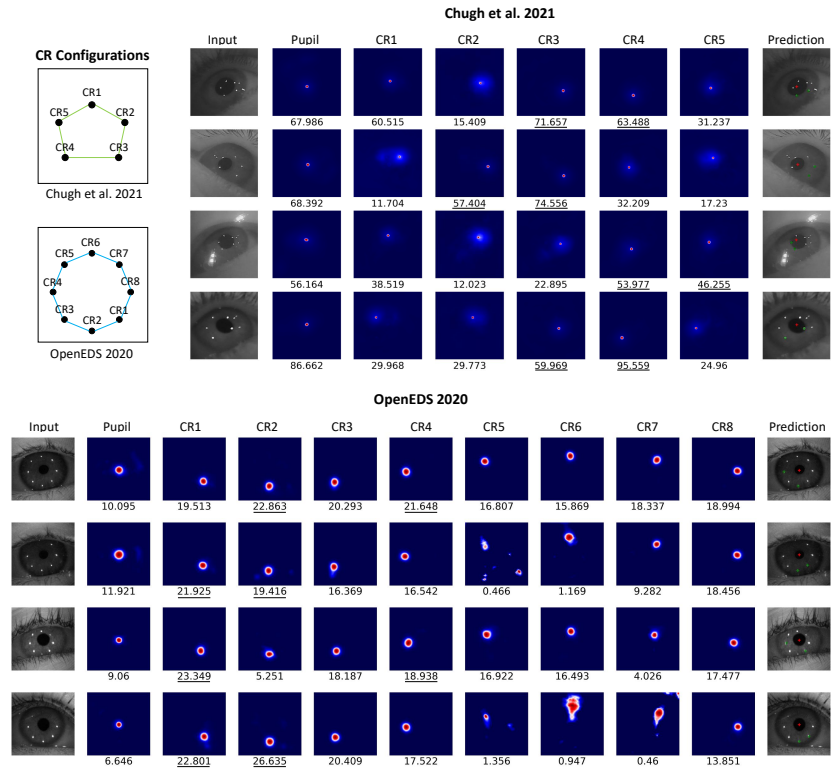 Chugh et al. 2021
Input Pupil CR1 CR2 CR3 CR4 CR5 Prediction
67.986 60.515 15.409 71.657 63.488 31.237
68.392 11.704 57.404 74.556 32.209 17.23
56.164 38.519 12.023 22.895 53.977 46.255
86.662 29.968 29.773 59.969 95.559 24.96
CR Configurations
CR1
CR5 CR2
CR4 CR3
Chugh et al. 2021
CR6
CR5 CR7
CR4 CR8
CR3 CR1
CR2
OpenEDS 2020
OpenEDS 2020
Input Pupil CR1 CR2 CR3 CR4 CR5 CR6 CR7 CR8 Prediction
10.095 19.513 22.863 20.293 21.648 16.807 15.869 18.337 18.994
11.921 21.925 19.416 16.369 16.542 0.466 1.169 9.282 18.456
9.06 23.349 5.251 18.187 18.938 16.922 16.493 4.026 17.477
6.646 22.801 26.635 20.409 17.522 1.356 0.947 0.46 13.851